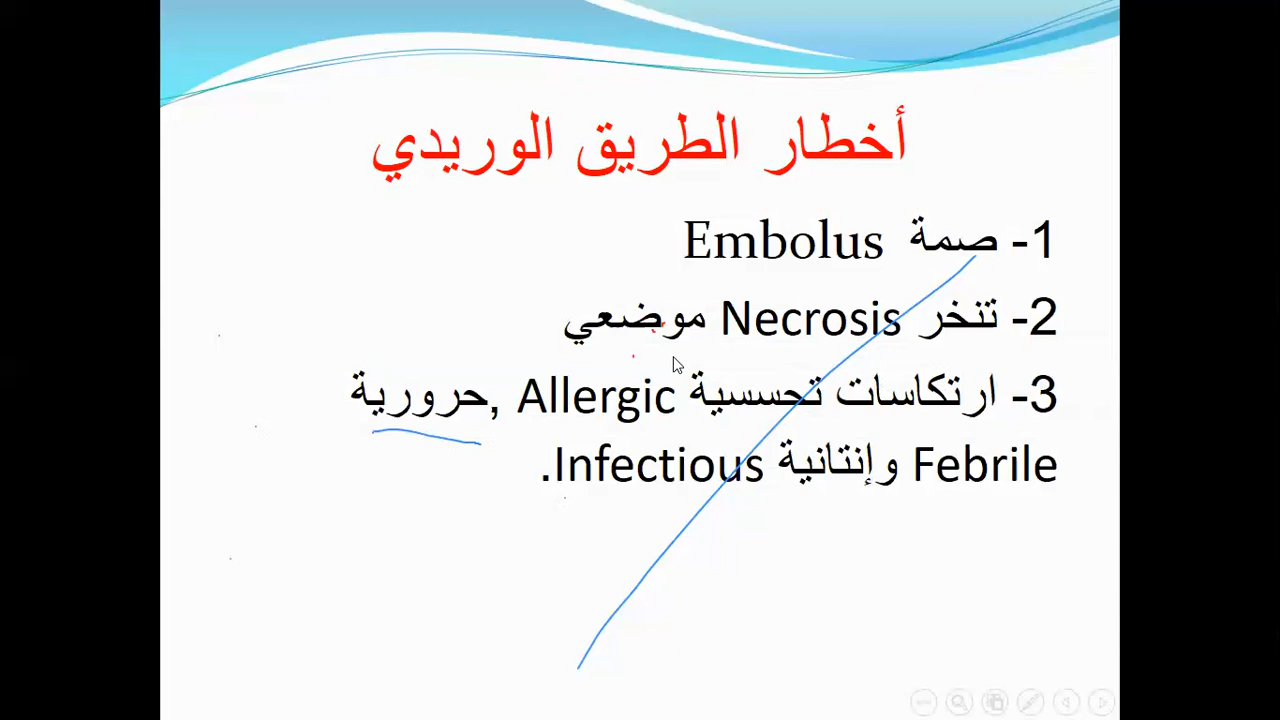 أخطار الطريق الوريدي
1- صمة Embolus
2- تنخر Necrosis موضعي
3- ارتكاسات تحسسية Allergic ,حرورية
Febrile وإنتانية Infectious.